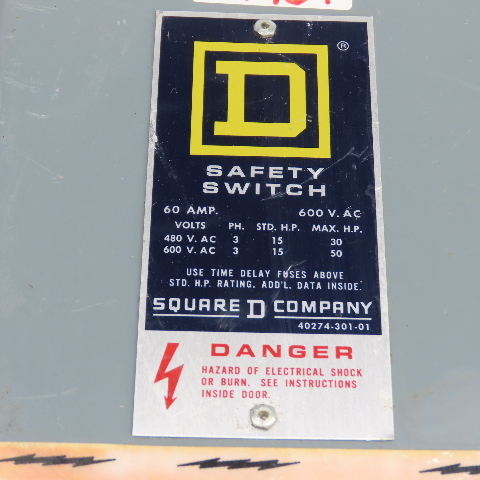 D ®
SAFETY
SWITCH
60 AMP. 600 V. AC
VOLTS PH. STD. H.P. MAX. H.P.
480 V. AC 3 15 30
600 V. AC 3 15 50
USE TIME DELAY FUSES ABOVE
STD. H.P. RATING. ADD'L. DATA INSIDE.
SQUARE D COMPANY
40274-301-01
DANGER
HAZARD OF ELECTRICAL SHOCK
OR BURN. SEE INSTRUCTIONS
INSIDE DOOR.